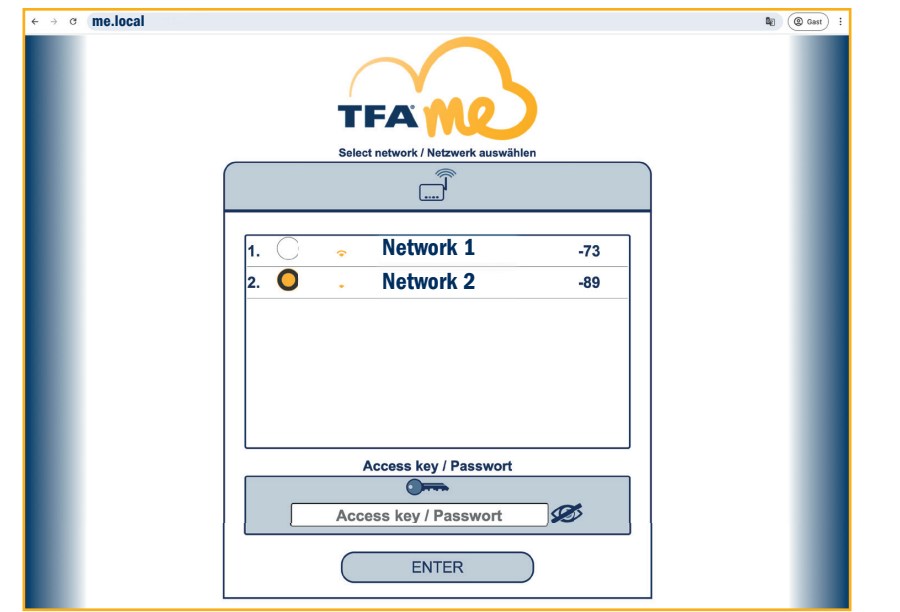 me.local
Gast
TFA me
Select network / Netzwerk auswählen
1. Network 1 -73
2. Network 2 -89
Access key / Passwort
Access key / Passwort
ENTER